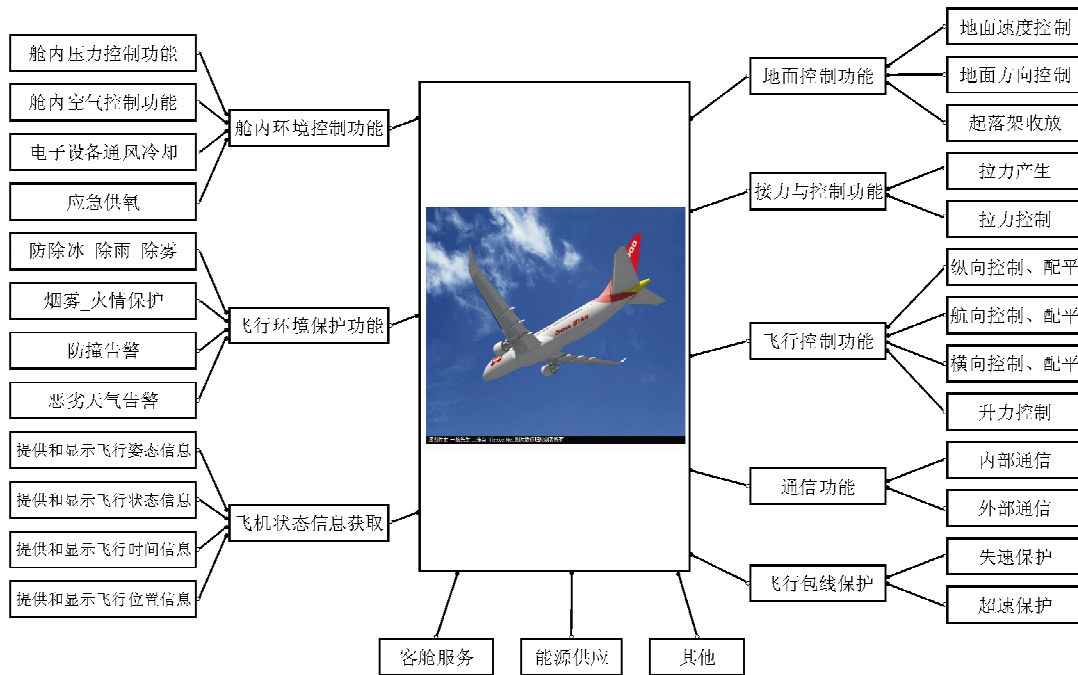 舱内压力控制功能
舱内空气控制功能
电子设备通风冷却
应急供氧
舱内环境控制功能
防除冰 除雨 除雾
烟雾_火情保护
防撞告警
恶劣天气告警
飞行环境保护功能
提供和显示飞行姿态信息
提供和显示飞行状态信息
提供和显示飞行时间信息
提供和显示飞行位置信息
飞机状态信息获取
CHINA STAR
客舱服务
能源供应
其他
地而控制功能
地面速度控制
地面方向控制
起落架收放
接力与控制功能
拉力产生
拉力控制
飞行控制功能
纵向控制、配平
航向控制、配平
横向控制、配平
升力控制
通信功能
内部通信
外部通信
飞行包线保护
失速保护
超速保护